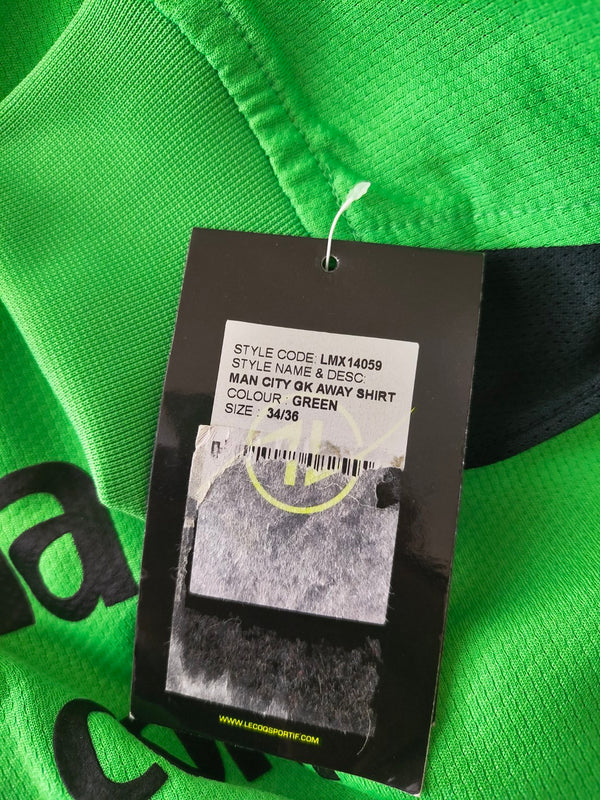 STYLE CODE: LMX14059
STYLE NAME & DESC:
MAN CITY GK AWAY SHIRT
COLOUR : GREEN
SIZE : 34/36
WWW.LECOQSPORTIF.COM